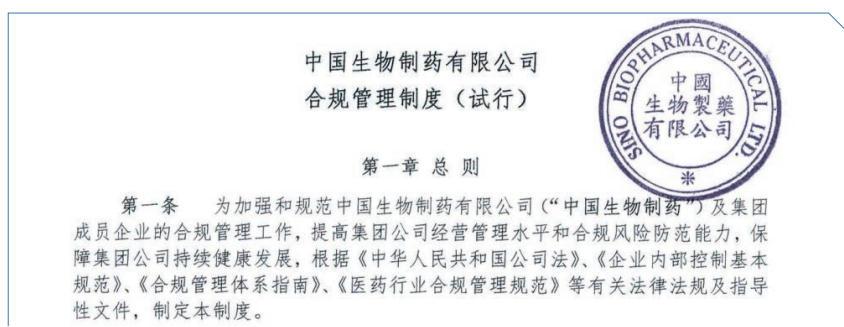 中国生物制药有限公司
合规管理制度（试行）
SINO BIOPHARMACEUTICAL LTD.
中國
生物製藥
有限公司
第一章 总 则
第一条 为加强和规范中国生物制药有限公司（“中国生物制药”）及集团
成员企业的合规管理工作，提高集团公司经营管理水平和合规风险防范能力，保
障集团公司持续健康发展，根据《中华人民共和国公司法》、《企业内部控制基本
规范》、《合规管理体系指南》、《医药行业合规管理规范》等有关法律法规及指导
性文件，制定本制度。